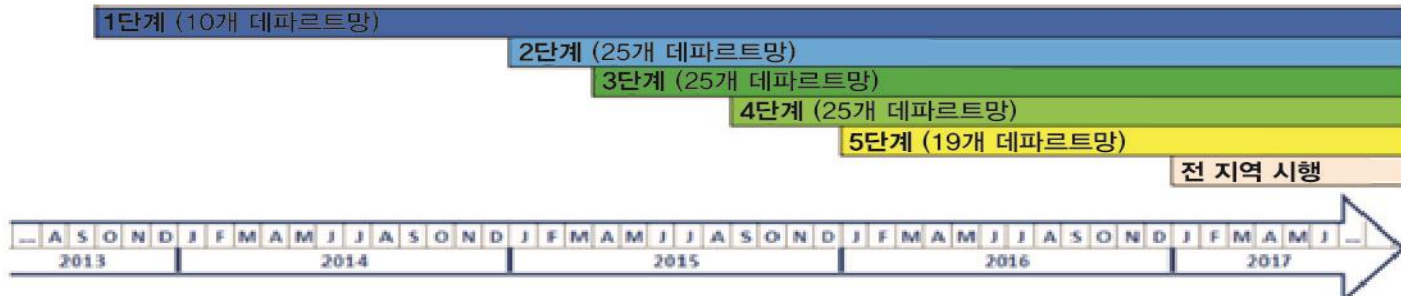 1단계 (10개 데파르트망)
2단계 (25개 데파르트망)
3단계 (25개 데파르트망)
4단계 (25개 데파르트망)
5단계 (19개 데파르트망)
전 지역 시행
... A S O N D J F M A M J J A S O N D J F M A M J J A S O N D J F M A M J J A S O N D J F M A M J ...
2013 2014 2015 2016 2017